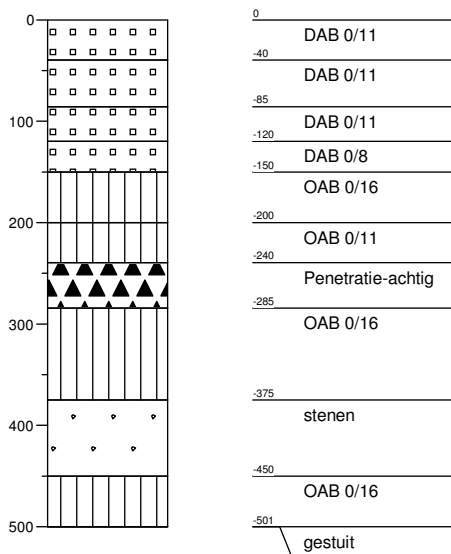 0
100
200
300
400
500
0
DAB 0/11
-40
DAB 0/11
-85
DAB 0/11
-120
DAB 0/8
-150
OAB 0/16
-200
OAB 0/11
-240
Penetratie-achtig
-285
OAB 0/16
-375
stenen
-450
OAB 0/16
-501
gestuit